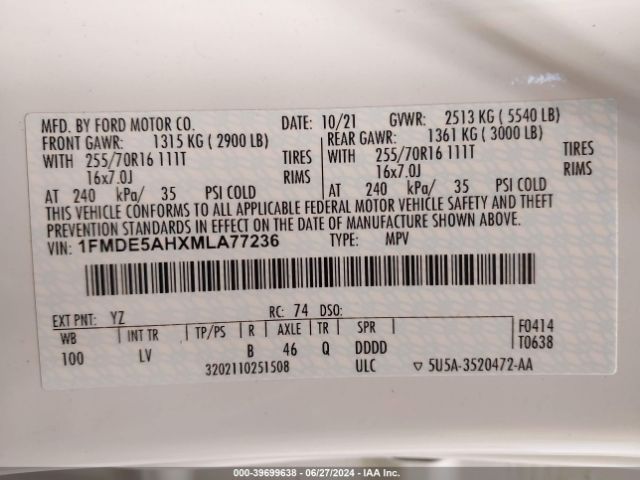 MFD. BY FORD MOTOR CO. DATE: 10/21 GVWR: 2513 KG ( 5540 LB)
FRONT GAWR: 1315 KG ( 2900 LB) REAR GAWR: 1361 KG ( 3000 LB)
WITH 255/70R16 111T TIRES WITH 255/70R16 111T TIRES
16x7.0J RIMS 16x7.0J RIMS
AT 240 kPa/ 35 PSI COLD AT 240 kPa/ 35 PSI COLD
THIS VEHICLE CONFORMS TO ALL APPLICABLE FEDERAL MOTOR VEHICLE SAFETY AND THEFT
PREVENTION STANDARDS IN EFFECT ON THE DATE OF MANUFACTURE SHOWN ABOVE.
VIN: 1FMDE5AHXMLA77236 TYPE: MPV
EXT PNT: YZ RC: 74 DSO:
WB INT TR TP/PS R AXLE TR SPR F0414
100 LV B 46 Q DDDD T0638
3202110251508 ULC ▽ 5U5A-3520472-AA
000-39699638 - 06/27/2024 - IAA Inc.